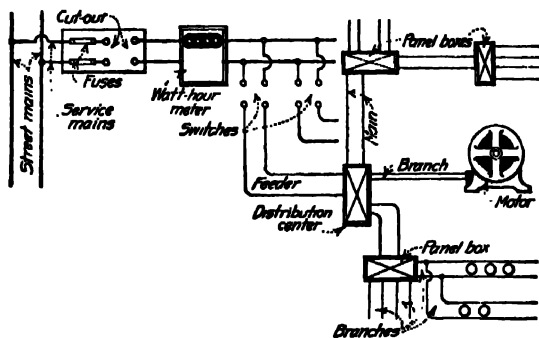 Cut-out
Panel boxes
Street mains
Fuses
Service
mains
Watt-hour
meter
Switches
Main
Branch
Feeder
Motor
Distribution
center
Panel box
Branches